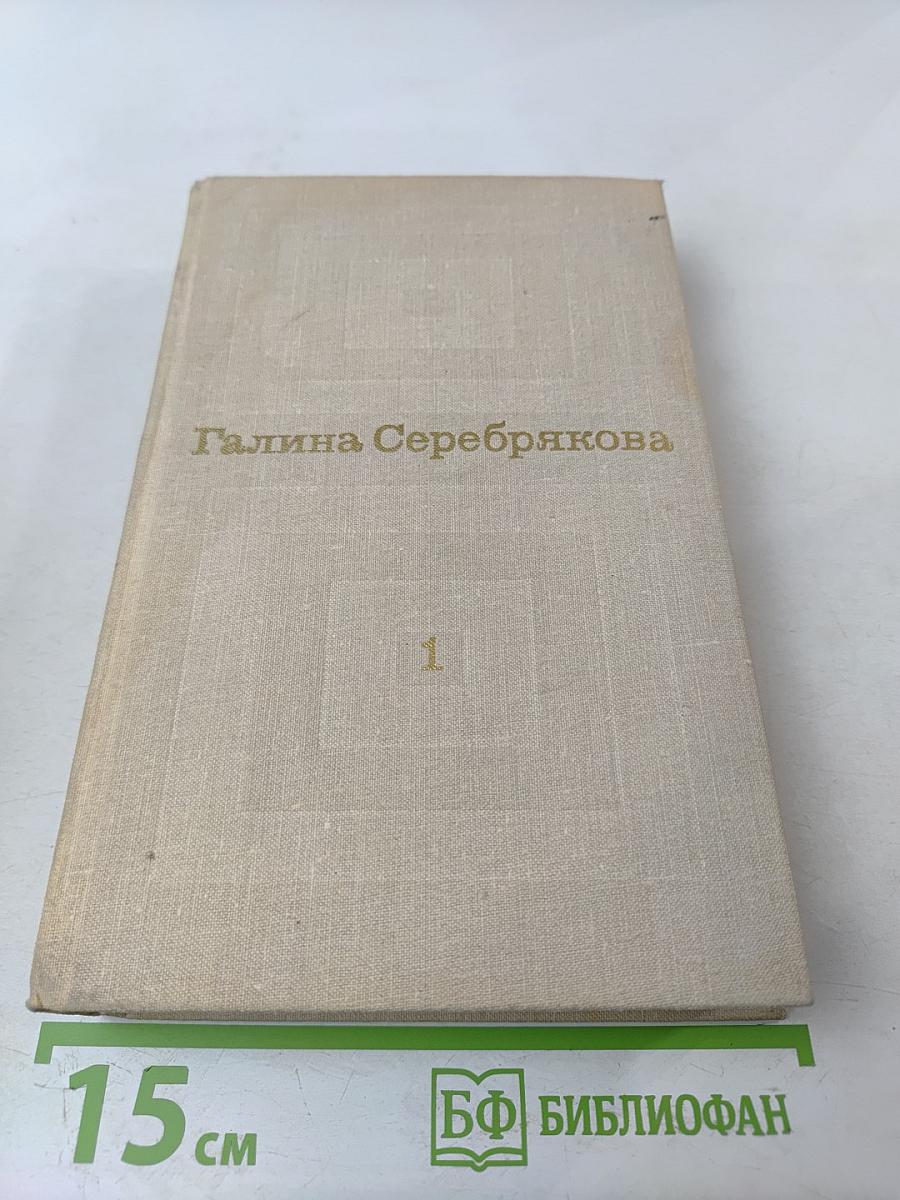 Галина Серебрякова
1
15 см
БФ БИБЛИОФАН